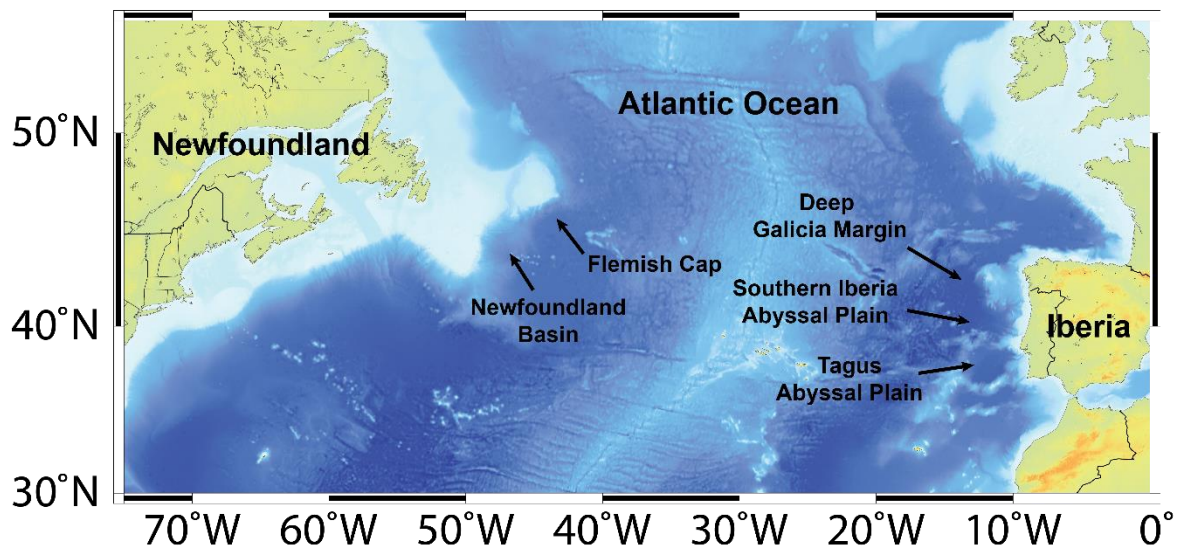 Atlantic Ocean
50°N
Newfoundland
Deep
Galicia Margin
Flemish Cap
Southern Iberia
Abyssal Plain
Newfoundland
Basin
40°N
Iberia
Tagus
Abyssal Plain
30°N
70°W
60°W
50°W
40°W
30°W
20°W
10°W
0°